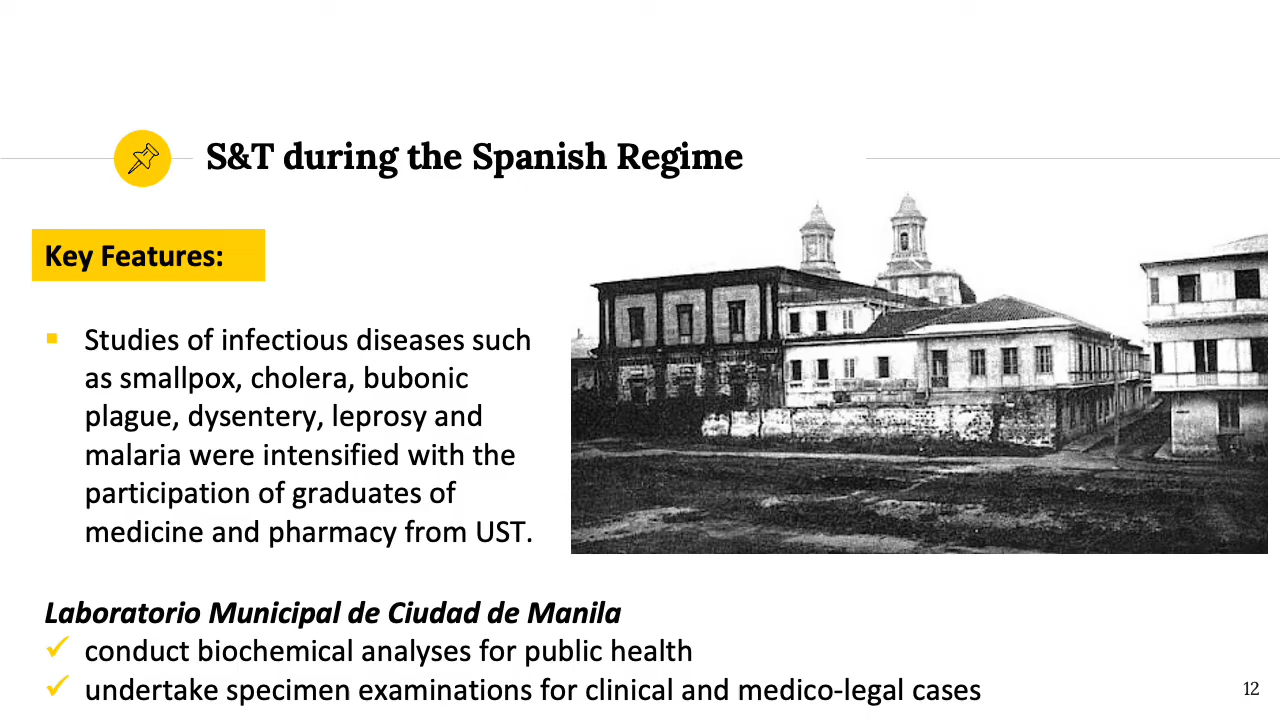 S&T during the Spanish Regime
Key Features:
▪ Studies of infectious diseases such
as smallpox, cholera, bubonic
plague, dysentery, leprosy and
malaria were intensified with the
participation of graduates of
medicine and pharmacy from UST.
Laboratorio Municipal de Ciudad de Manila
✓ conduct biochemical analyses for public health
✓ undertake specimen examinations for clinical and medico-legal cases
12